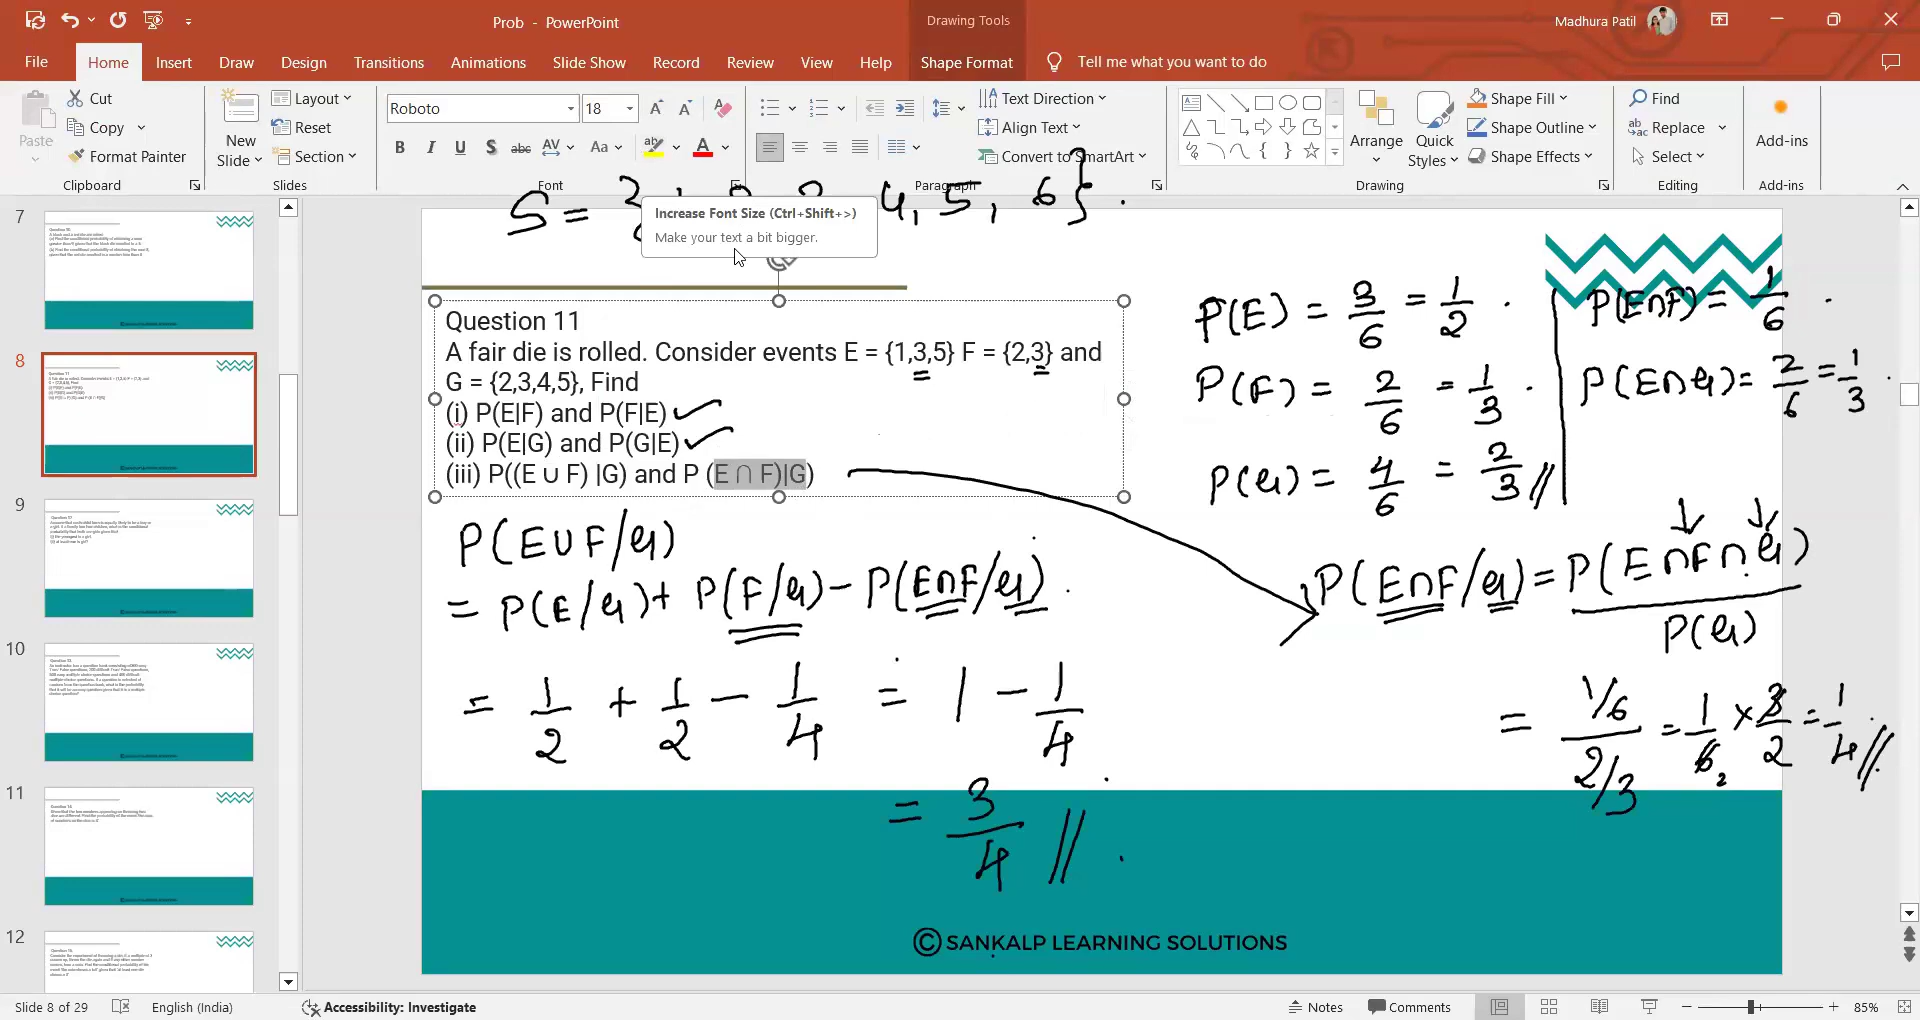 Prob - PowerPoint
Drawing Tools
Madhura Patil
File Home Insert Draw Design Transitions Animations Slide Show Record Review View Help Shape Format Tell me what you want to do
Paste
Cut
Copy
Format Painter
Clipboard
New Slide
Layout
Reset
Section
Slides
Roboto 18
B I U S abc AV Aa A
Font
Text Direction
Align Text
Convert to SmartArt
Paragraph
Arrange
Quick Styles
Shape Fill
Shape Outline
Shape Effects
Drawing
Find
Replace
Select
Editing
Add-ins
Add-ins
Increase Font Size (Ctrl+Shift+>)
Make your text a bit bigger.
S = 4, 5, 6}.
Question 11
A fair die is rolled. Consider events E = {1,3,5} F = {2,3} and
G = {2,3,4,5}, Find
(i) P(E|F) and P(F|E)
(ii) P(E|G) and P(G|E)
(iii) P((E ∪ F) |G) and P (E ∩ F)|G)
P(E) = 3/6 = 1/2 .
P(F) = 2/6 = 1/3 .
P(G) = 4/6 = 2/3 //
P(E∩F) = 1/6 .
P(E∩G) = 2/6 = 1/3 .
P(E∪F/G)
= P(E/G) + P(F/G) - P(E∩F/G) .
= 1/2 + 1/2 - 1/4 = 1 - 1/4
= 3/4 // .
P(E∩F/G) = P(E∩F∩G) / P(G)
= 1/6 / 2/3 = 1/6 2 × 3/2 = 1/4 //
© SANKALP LEARNING SOLUTIONS
7
8
9
10
11
12
Slide 8 of 29
English (India)
Accessibility: Investigate
Notes
Comments
85%